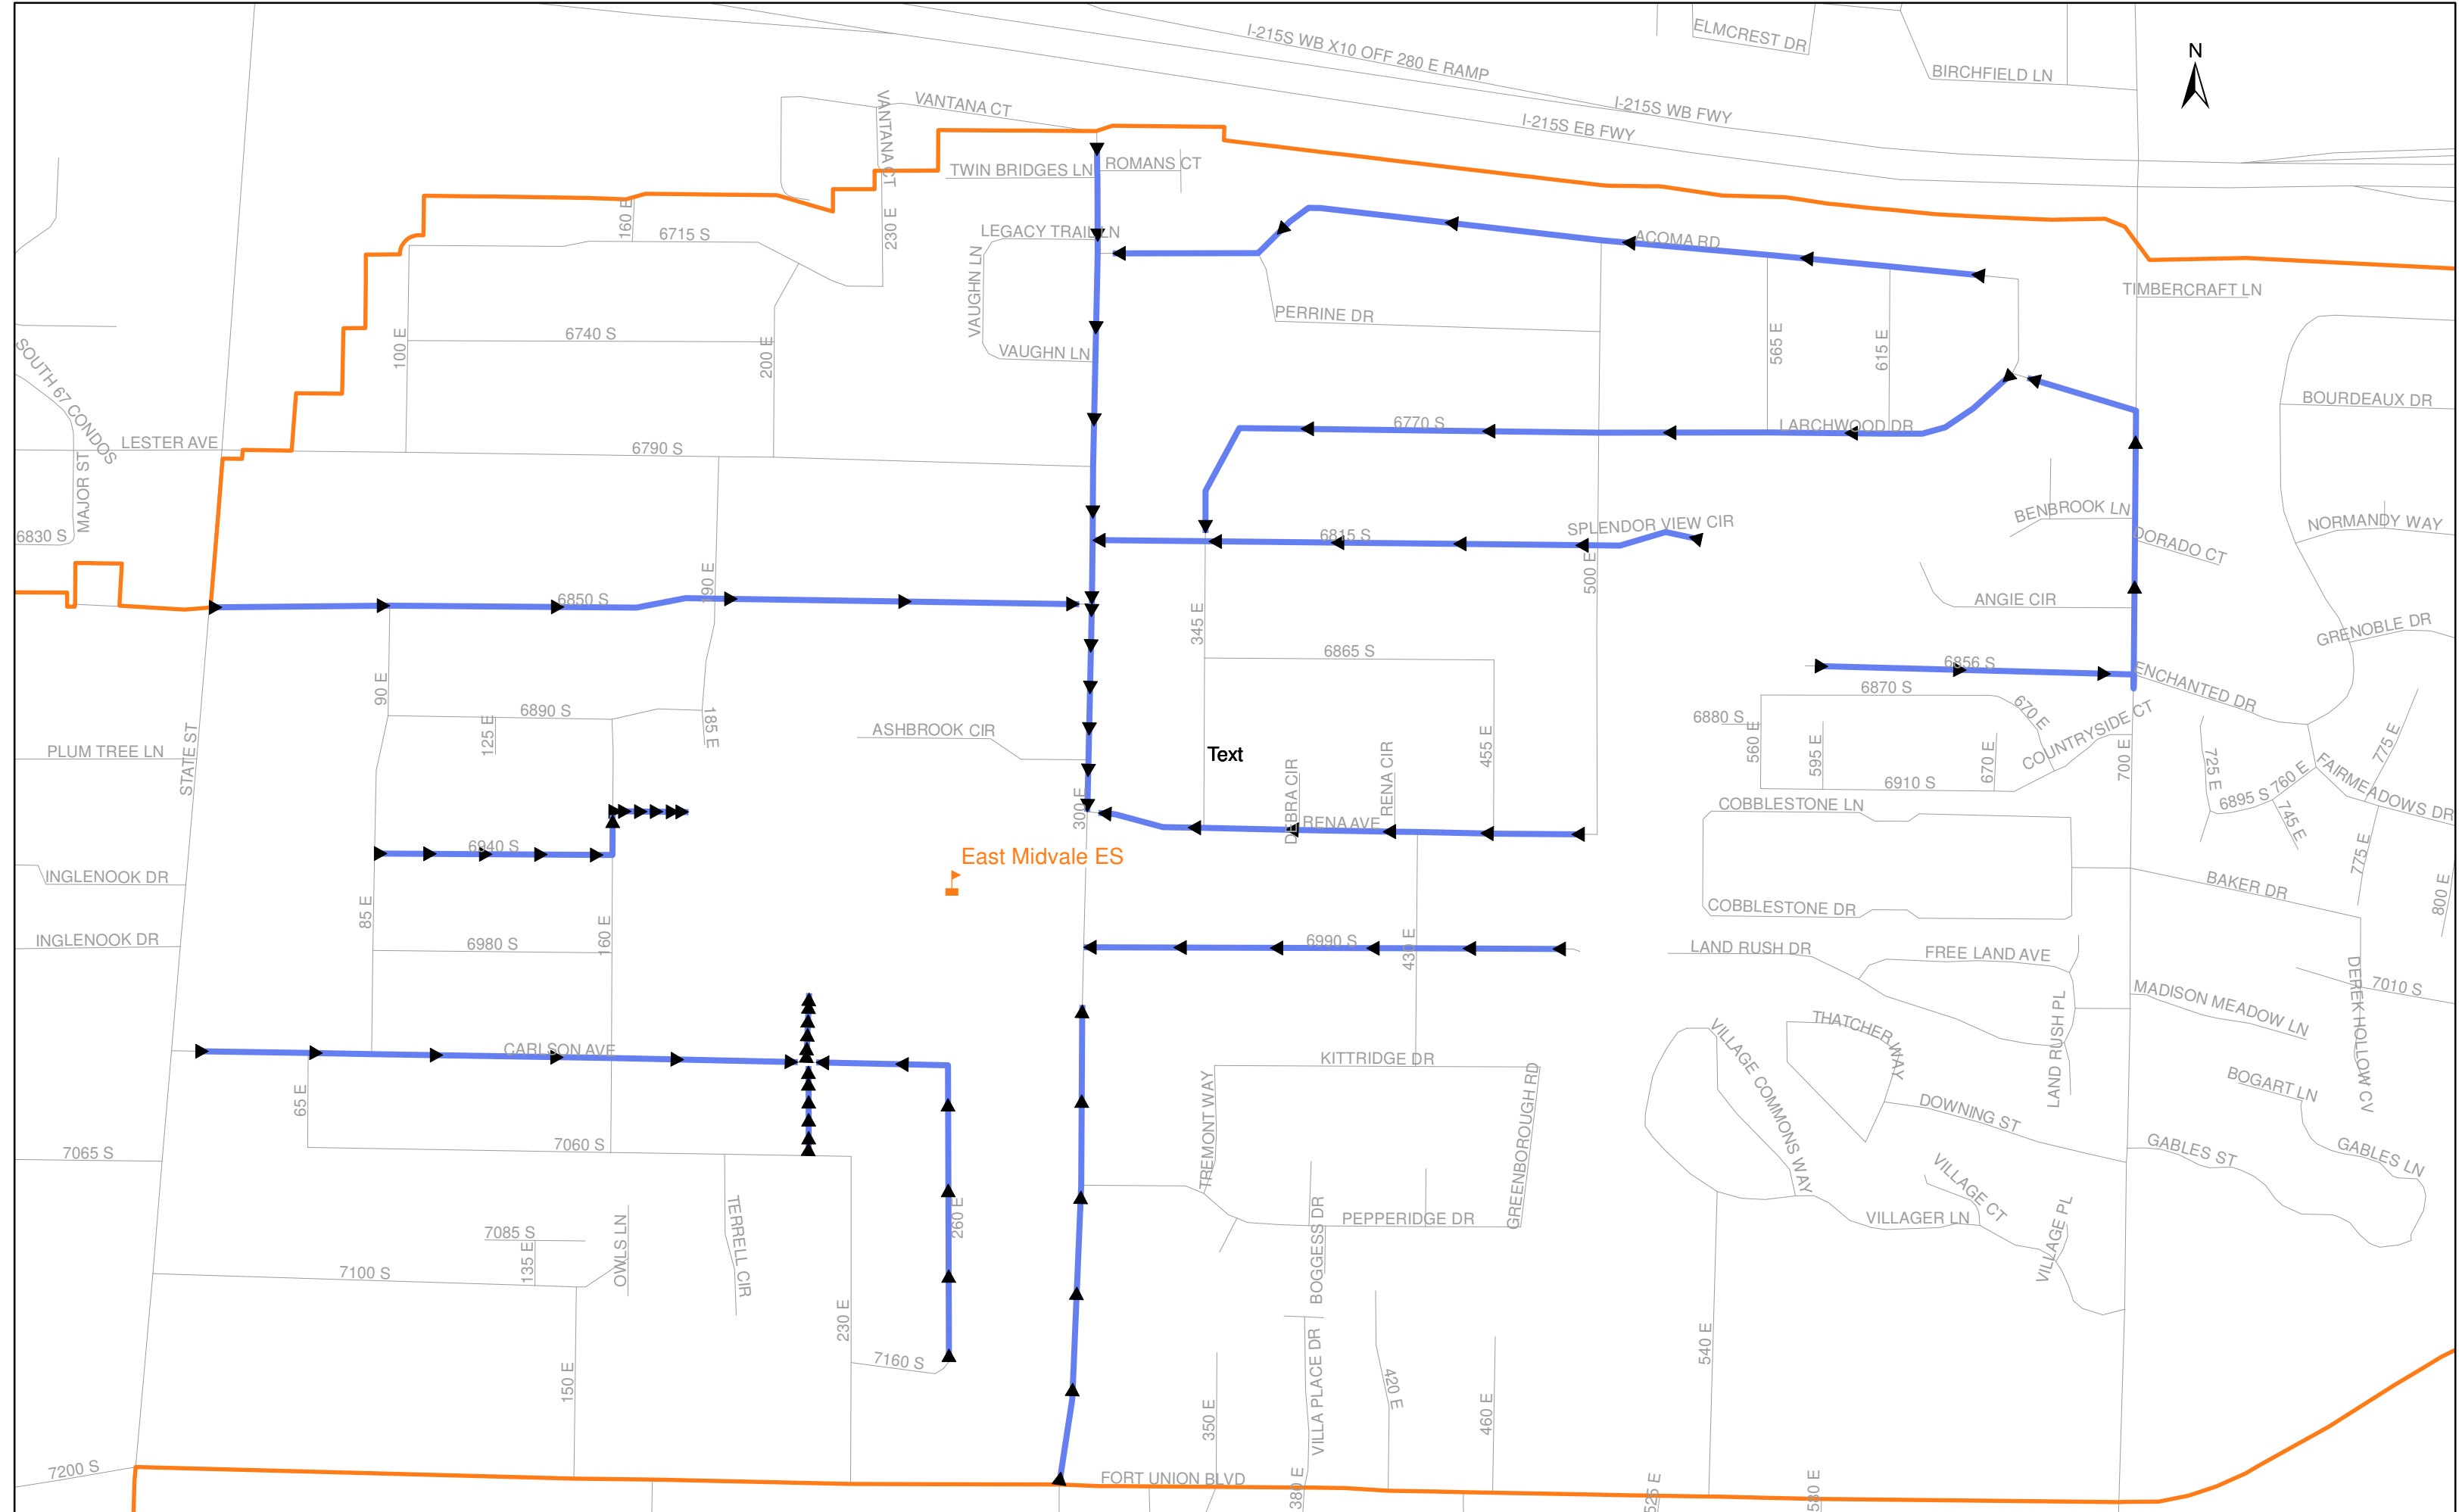 ELMCREST DR
I-215S WB X10 OFF 280 E RAMP
N
BIRCHFIELD LN
VANTANA CT
VANTANA CT
I-215S WB FWY
I-215S EB FWY
TWIN BRIDGES LN
ROMANS CT
160 E
6715 S
230 E
LEGACY TRAIL LN
ACOMA RD
VAUGHN LN
TIMBERCRAFT LN
PERRINE DR
100 E
6740 S
200 E
VAUGHN LN
565 E
615 E
SOUTH 67 CONDOS
BOURDEAUX DR
LESTER AVE
6790 S
6770 S
LARCHWOOD DR
MAJOR ST
6830 S
6815 S
SPLENDOR VIEW CIR
BENBROOK LN
DORADO CT
NORMANDY WAY
190 E
500 E
6850 S
ANGIE CIR
345 E
GRENOBLE DR
6865 S
6856 S
ENCHANTED DR
90 E
6870 S
6890 S
125 E
185 E
670 E
6880 S
COUNTRYSIDE CT
ASHBROOK CIR
PLUM TREE LN
STATE ST
Text
455 E
560 E
595 E
670 E
700 E
725 E
775 E
760 E
FAIRMEADOWS DR
6910 S
6895 S
745 E
DEBRA CIR
RENA CIR
300 E
COBBLESTONE LN
RENA AVE
6940 S
East Midvale ES
775 E
INGLENOOK DR
BAKER DR
800 E
85 E
COBBLESTONE DR
INGLENOOK DR
6980 S
160 E
6990 S
430 E
LAND RUSH DR
FREE LAND AVE
DEREK HOLLOW CV
7010 S
MADISON MEADOW LN
THATCHER WAY
VILLAGE COMMONS WAY
LAND RUSH PL
CARLSON AVE
KITTRIDGE DR
65 E
TREMONT WAY
GREENBOROUGH RD
BOGART LN
DOWNING ST
7065 S
7060 S
GABLES ST
GABLES LN
VILLAGE CT
260 E
TERRELL CIR
OWLS LN
7085 S
135 E
BOGGESS DR
PEPPERIDGE DR
VILLAGER LN
VILLAGE PL
7100 S
230 E
7160 S
150 E
VILLA PLACE DR
540 E
420 E
350 E
460 E
7200 S
FORT UNION BLVD
380 E
525 E
580 E